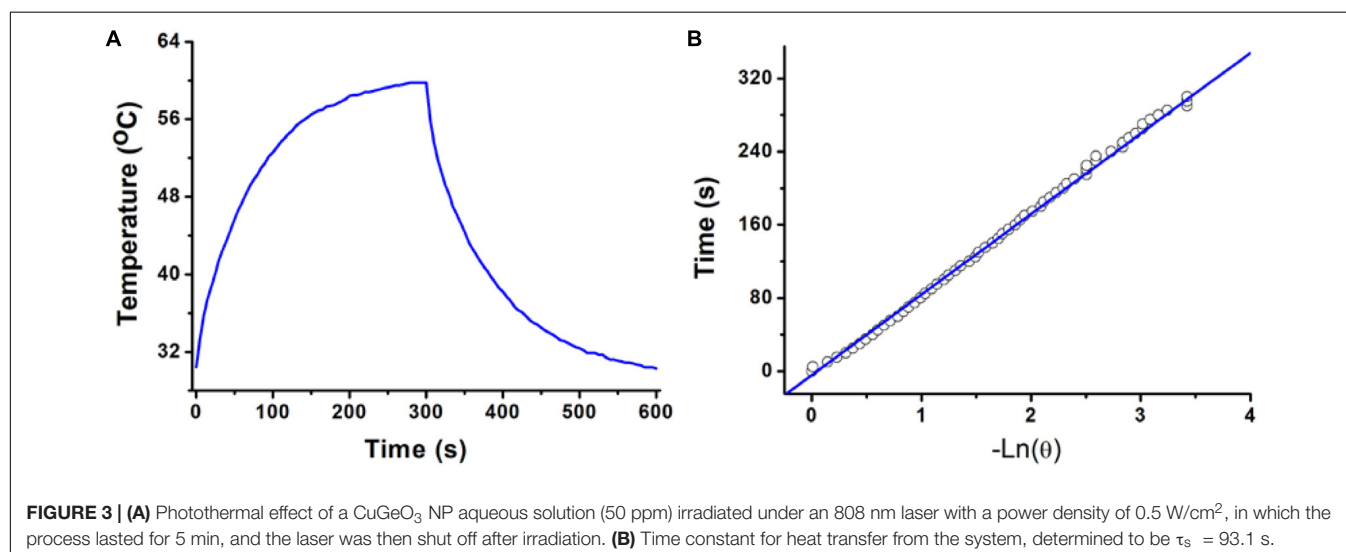 A
64
56
48
40
32
Temperature (°C)
0 100 200 300 400 500 600
Time (s)
B
320
240
160
80
0
Time (s)
0 1 2 3 4
-Ln(θ)
FIGURE 3 | (A) Photothermal effect of a CuGeO₃ NP aqueous solution (50 ppm) irradiated under an 808 nm laser with a power density of 0.5 W/cm², in which the
process lasted for 5 min, and the laser was then shut off after irradiation. (B) Time constant for heat transfer from the system, determined to be τₛ = 93.1 s.